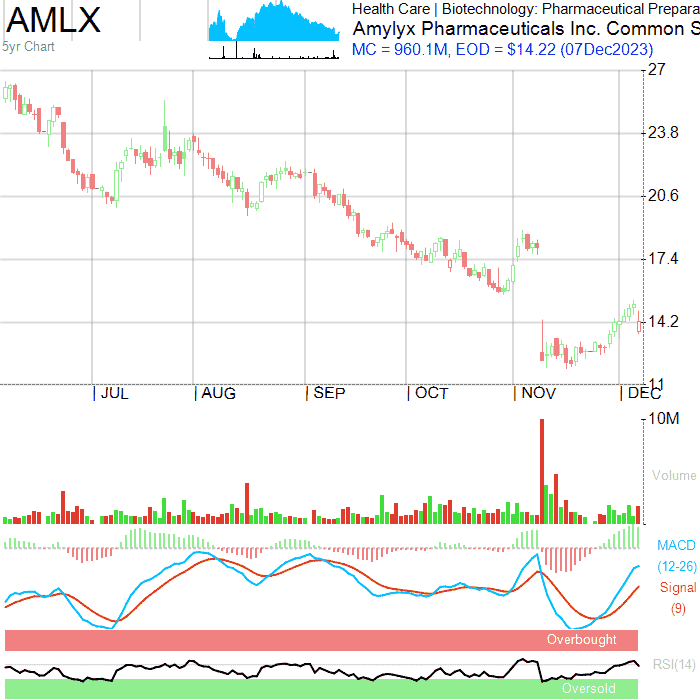 AMLX
5yr Chart
Health Care | Biotechnology: Pharmaceutical Prepara
Amylyx Pharmaceuticals Inc. Common S
MC = 960.1M, EOD = $14.22 (07Dec2023)
27
23.8
20.6
17.4
14.2
11
JUL AUG SEP OCT NOV DEC
10M
Volume
MACD
(12-26)
Signal
(9)
Overbought
RSI(14)
Oversold